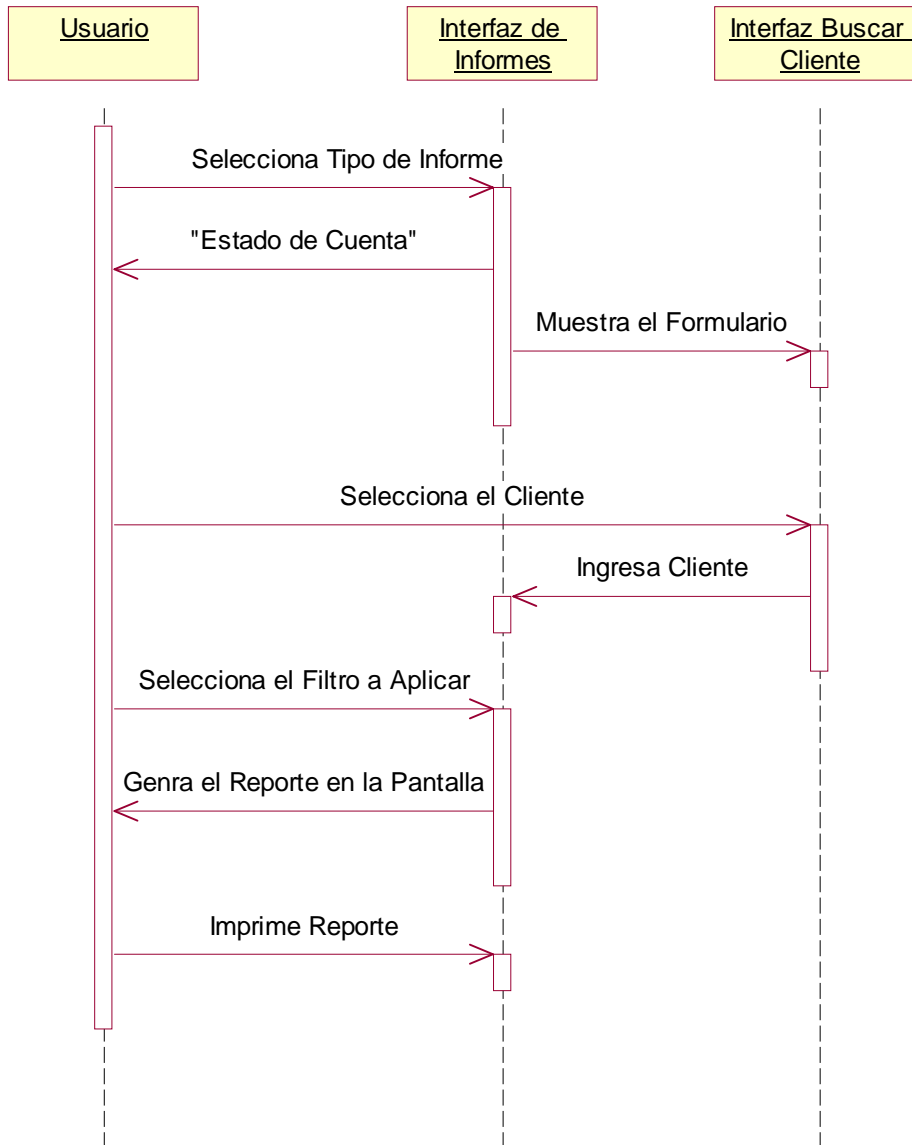 Usuario
Interfaz de
Informes
Interfaz Buscar
Cliente
Selecciona Tipo de Informe
"Estado de Cuenta"
Muestra el Formulario
Selecciona el Cliente
Ingresa Cliente
Selecciona el Filtro a Aplicar
Genra el Reporte en la Pantalla
Imprime Reporte